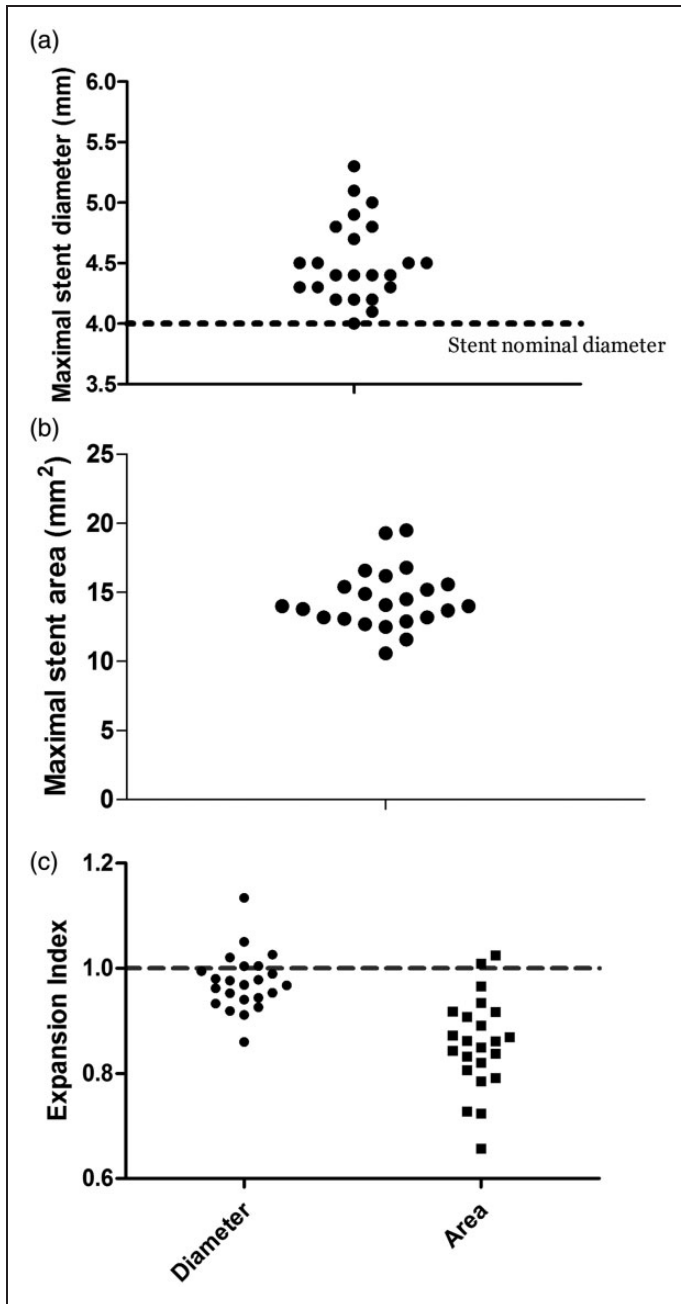 (a)
Maximal stent diameter (mm)
6.0
5.5
5.0
4.5
4.0
3.5
Stent nominal diameter
(b)
Maximal stent area (mm²)
25
20
15
10
5
0
(c)
Expansion Index
1.2
1.0
0.8
0.6
Diameter
Area